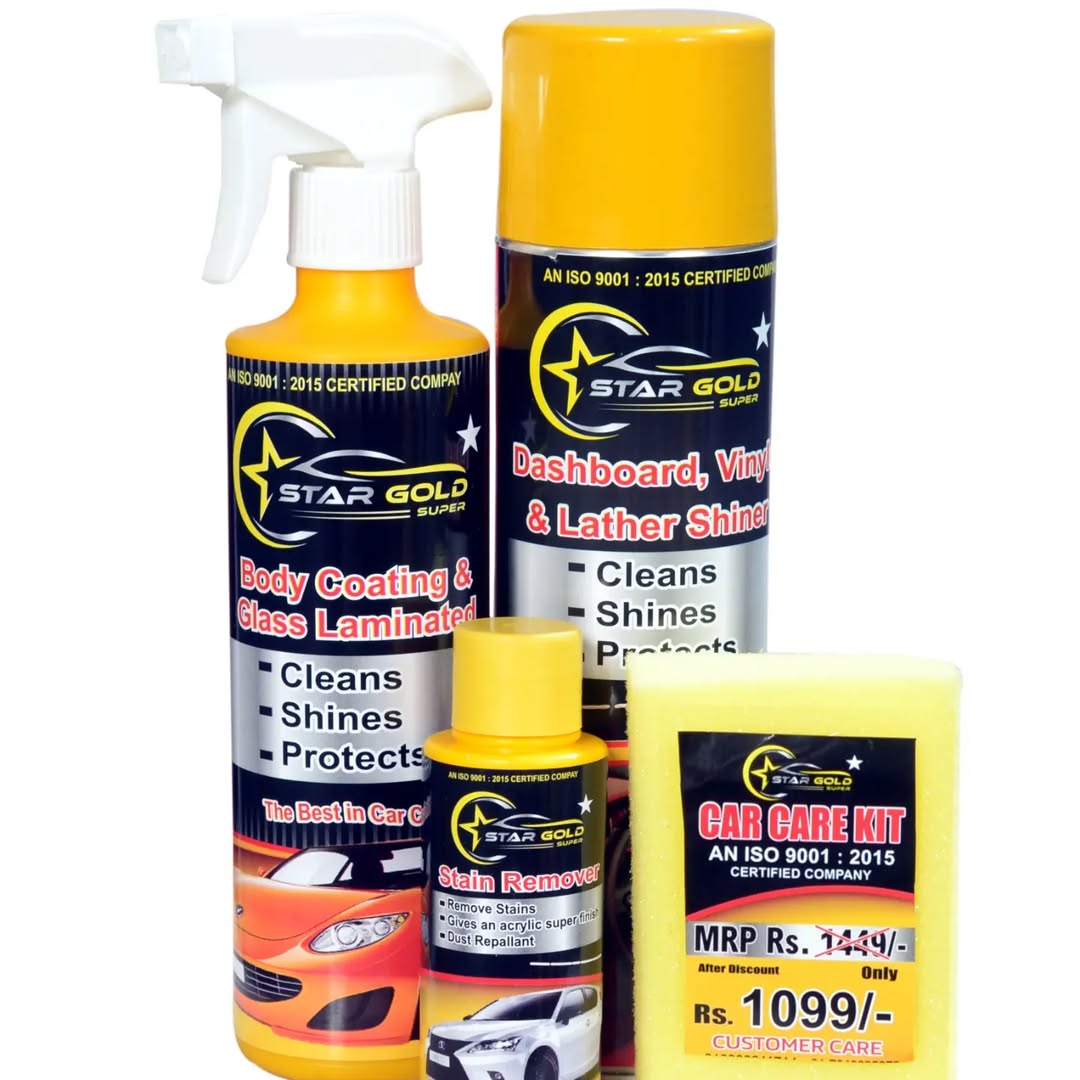 AN ISO 9001 : 2015 CERTIFIED COMPAY
STAR GOLD
SUPER
Body Coating &
Glass Laminated
- Cleans
- Shines
- Protects
The Best in Car
AN ISO 9001 : 2015 CERTIFIED
STAR GOLD
SUPER
Dashboard, Vinyl
& Lather Shiner
- Cleans
- Shines
- Protects
AN ISO 9001 : 2015 CERTIFIED COMPAY
STAR GOLD
SUPER
Stain Remover
Remove Stains
Gives an acrylic super finish
Dust Repallant
STAR GOLD
SUPER
CAR CARE KIT
AN ISO 9001 : 2015
CERTIFIED COMPANY
MRP Rs. 1449/-
After Discount Only
Rs. 1099/-
CUSTOMER CARE